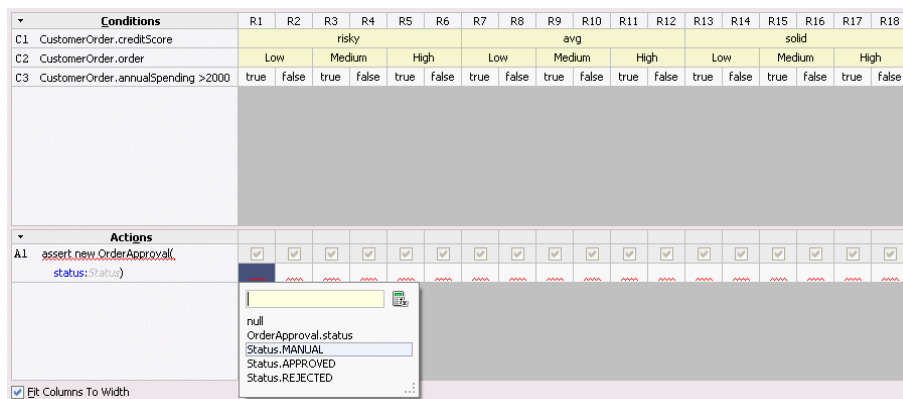 Conditions R1 R2 R3 R4 R5 R6 R7 R8 R9 R10 R11 R12 R13 R14 R15 R16 R17 R18
C1 CustomerOrder.creditScore risky avg solid
C2 CustomerOrder.order Low Medium High Low Medium High Low Medium High
C3 CustomerOrder.annualSpending >2000 true false true false true false true false true false true false true false true false true false
Actions
A1 assert new OrderApproval(
status:Status)
null
OrderApproval.status
Status.MANUAL
Status.APPROVED
Status.REJECTED
Fit Columns To Width